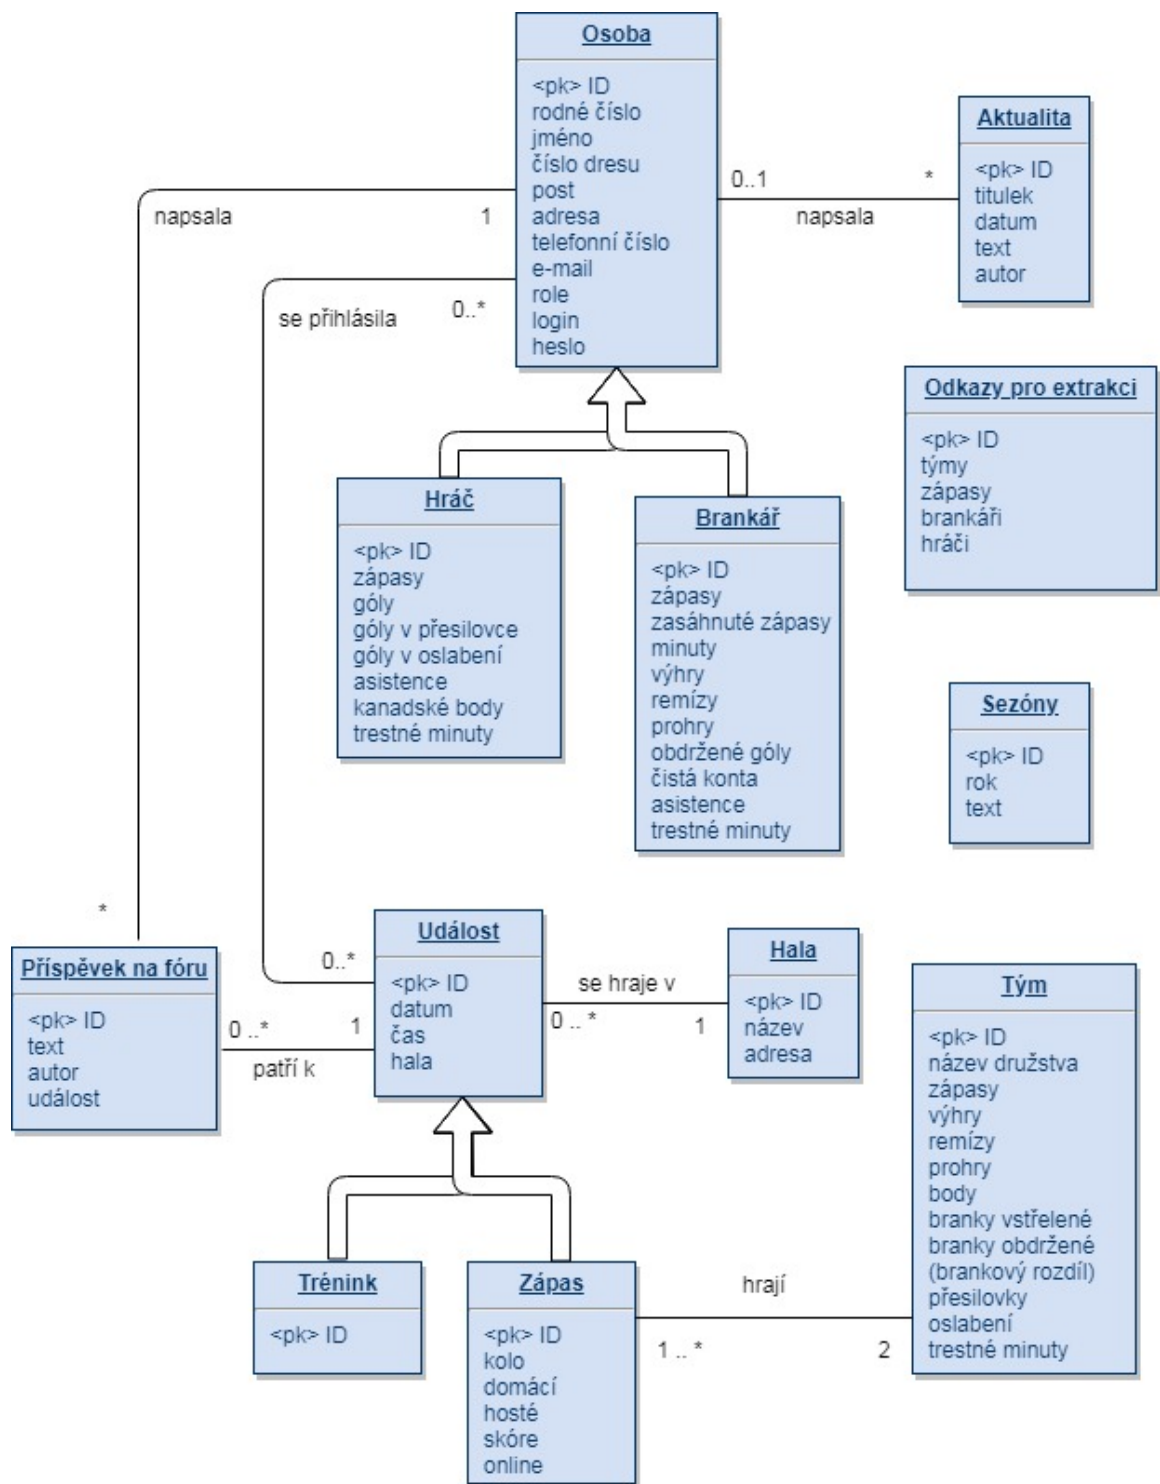 Osoba
<pk> ID
rodné číslo
jméno
číslo dresu
post
adresa
telefonní číslo
e-mail
role
login
heslo
Aktualita
<pk> ID
titulek
datum
text
autor
0..1
*
napsala
napsala
1
se přihlásila
0..*
Odkazy pro extrakci
<pk> ID
týmy
zápasy
brankáři
hráči
Hráč
<pk> ID
zápasy
góly
góly v přesilovce
góly v oslabení
asistence
kanadské body
trestné minuty
Brankář
<pk> ID
zápasy
zasáhnuté zápasy
minuty
výhry
remízy
prohry
obdržené góly
čistá konta
asistence
trestné minuty
Sezóny
<pk> ID
rok
text
*
Příspěvek na fóru
<pk> ID
text
autor
událost
0..*
0 ..*
1
patří k
Událost
<pk> ID
datum
čas
hala
se hraje v
0 ..*
1
Hala
<pk> ID
název
adresa
Tým
<pk> ID
název družstva
zápasy
výhry
remízy
prohry
body
branky vstřelené
branky obdržené
(brankový rozdíl)
přesilovky
oslabení
trestné minuty
Trénink
<pk> ID
Zápas
<pk> ID
kolo
domácí
hosté
skóre
online
hrají
1 .. *
2